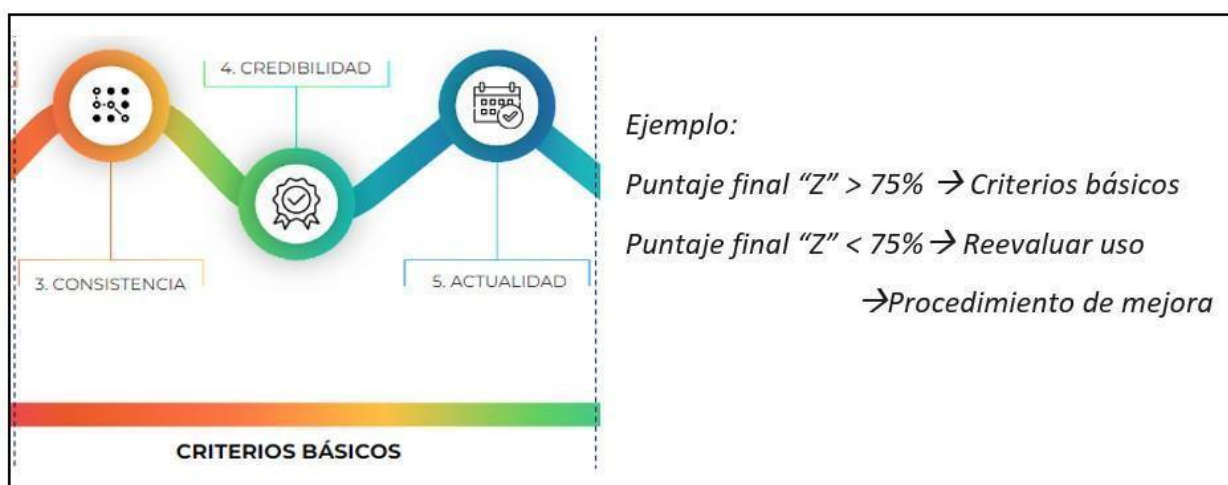 4. CREDIBILIDAD
3. CONSISTENCIA
5. ACTUALIDAD
CRITERIOS BÁSICOS
Ejemplo:
Puntaje final “Z” > 75% → Criterios básicos
Puntaje final “Z” < 75% → Reevaluar uso
→Procedimiento de mejora